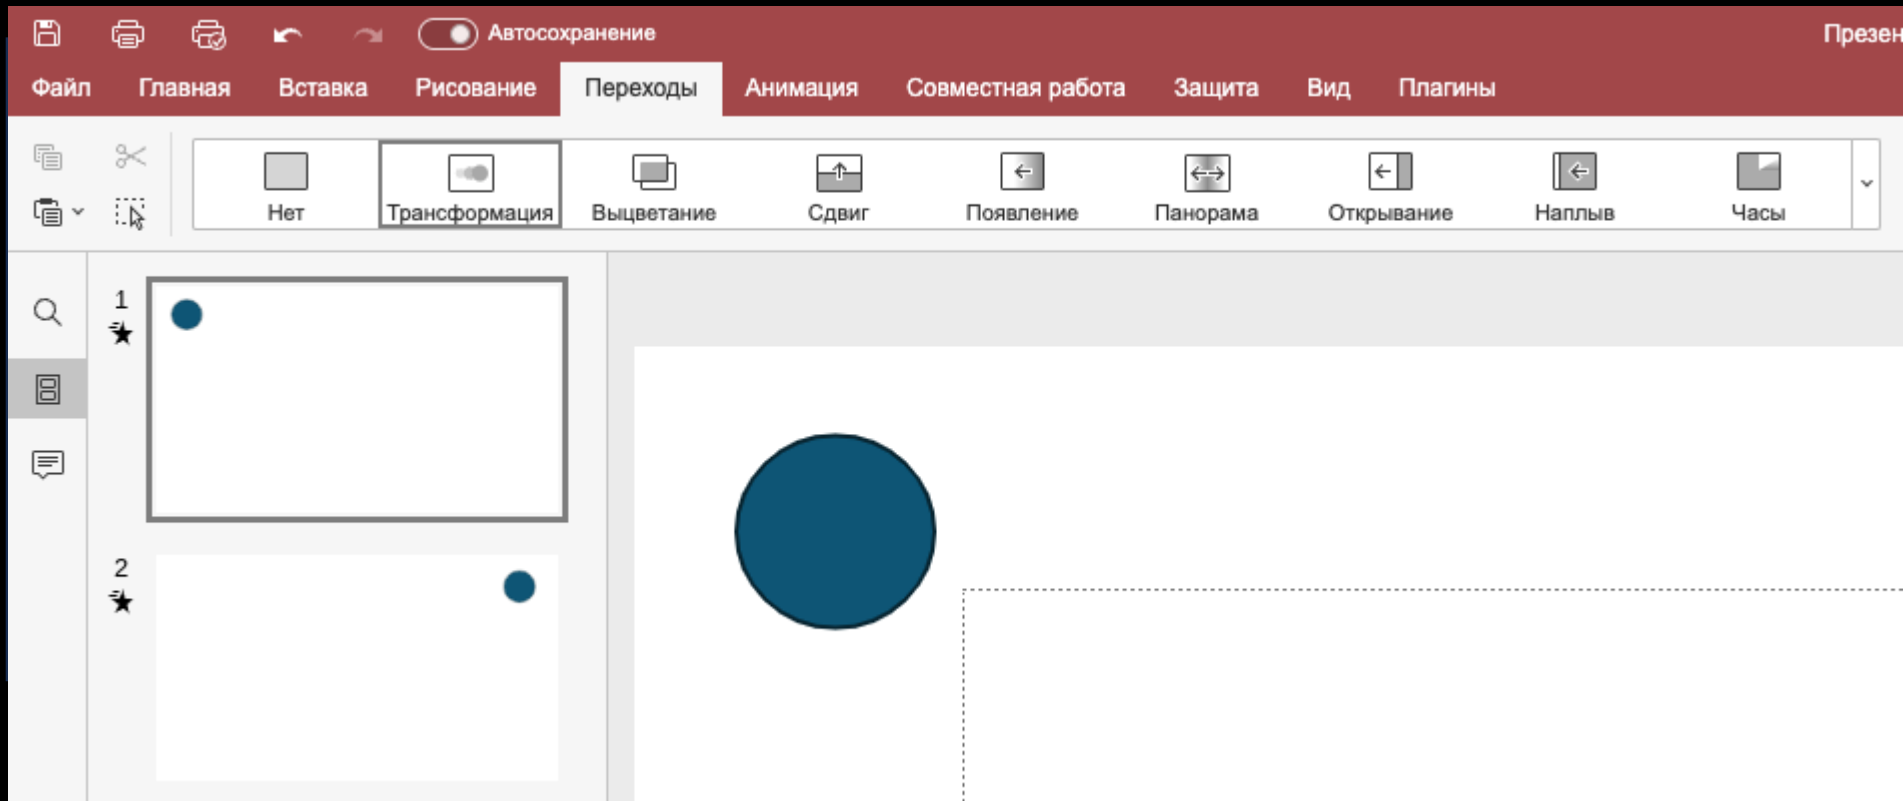 Автосохранение
Презен
Файл Главная Вставка Рисование Переходы Анимация Совместная работа Защита Вид Плагины
Нет Трансформация Выцветание Сдвиг Появление Панорама Открывание Наплыв Часы
1
2